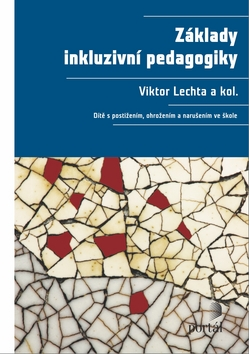 Základy
inkluzivní pedagogiky
Viktor Lechta a kol.
Dítě s postižením, ohrožením a narušením ve škole
portál